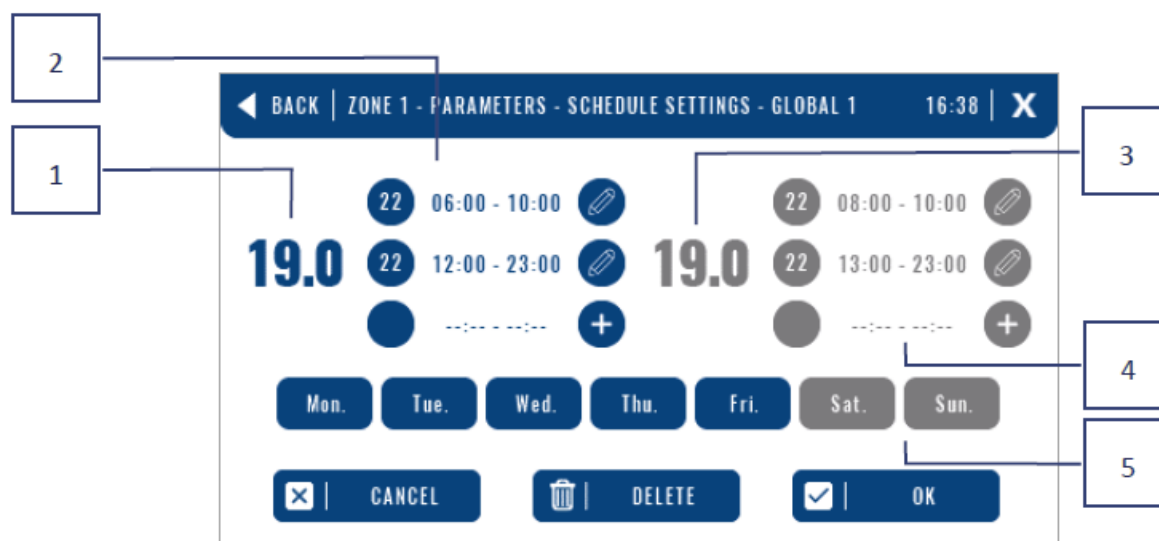 2
BACK | ZONE 1 - PARAMETERS - SCHEDULE SETTINGS - GLOBAL 1 16:38 | X
1
3
22 06:00 - 10:00 22 08:00 - 10:00
19.0 22 12:00 - 23:00 19.0 22 13:00 - 23:00
--:-- - --:-- + --:-- - --:-- +
4
Mon. Tue. Wed. Thu. Fri. Sat. Sun.
5
CANCEL DELETE OK